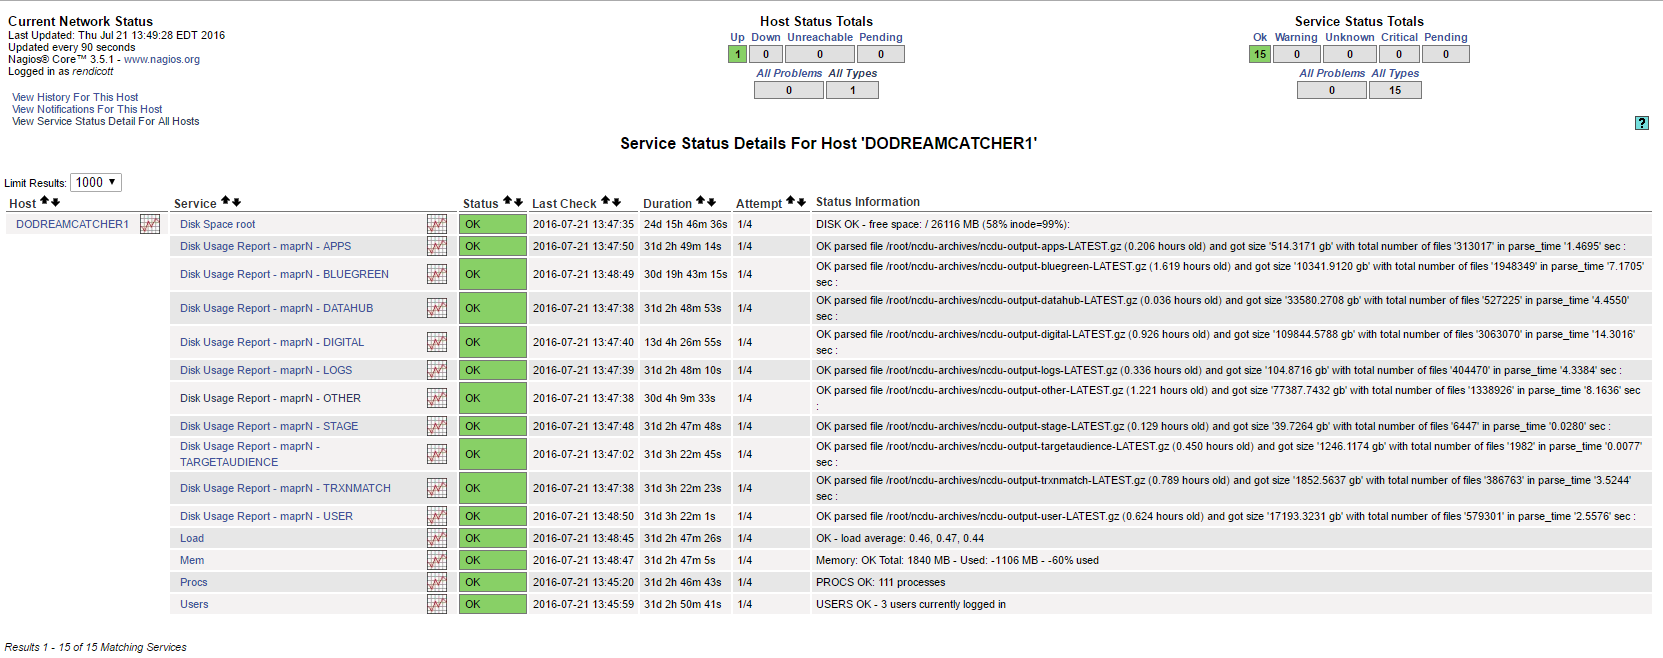 Current Network Status
Last Updated: Thu Jul 21 13:49:28 EDT 2016
Updated every 90 seconds
Nagios® Core™ 3.5.1 - www.nagios.org
Logged in as rendicott
View History For This Host
View Notifications For This Host
View Service Status Detail For All Hosts
Host Status Totals
Up Down Unreachable Pending
1 0 0 0
All Problems All Types
0 1
Service Status Totals
Ok Warning Unknown Critical Pending
15 0 0 0 0
All Problems All Types
0 15
?
Service Status Details For Host 'DODREAMCATCHER1'
Limit Results: 1000
Host Service Status Last Check Duration Attempt Status Information
DODREAMCATCHER1 Disk Space root OK 2016-07-21 13:47:35 24d 15h 46m 36s 1/4 DISK OK - free space: / 26116 MB (58% inode=99%):
Disk Usage Report - maprN - APPS OK 2016-07-21 13:47:50 31d 2h 49m 14s 1/4 OK parsed file /root/ncdu-archives/ncdu-output-apps-LATEST.gz (0.206 hours old) and got size '514.3171 gb' with total number of files '313017' in parse_time '1.4695' sec :
Disk Usage Report - maprN - BLUEGREEN OK 2016-07-21 13:48:49 30d 19h 43m 15s 1/4 OK parsed file /root/ncdu-archives/ncdu-output-bluegreen-LATEST.gz (1.619 hours old) and got size '10341.9120 gb' with total number of files '1948349' in parse_time '7.1705'
sec :
Disk Usage Report - maprN - DATAHUB OK 2016-07-21 13:47:38 31d 2h 48m 53s 1/4 OK parsed file /root/ncdu-archives/ncdu-output-datahub-LATEST.gz (0.036 hours old) and got size '33580.2708 gb' with total number of files '527225' in parse_time '4.4550'
sec :
Disk Usage Report - maprN - DIGITAL OK 2016-07-21 13:47:40 13d 4h 26m 55s 1/4 OK parsed file /root/ncdu-archives/ncdu-output-digital-LATEST.gz (0.926 hours old) and got size '109844.5788 gb' with total number of files '3063070' in parse_time '14.3016'
sec :
Disk Usage Report - maprN - LOGS OK 2016-07-21 13:47:39 31d 2h 48m 10s 1/4 OK parsed file /root/ncdu-archives/ncdu-output-logs-LATEST.gz (0.336 hours old) and got size '104.8716 gb' with total number of files '404470' in parse_time '4.3384' sec :
Disk Usage Report - maprN - OTHER OK 2016-07-21 13:47:38 30d 4h 9m 33s 1/4 OK parsed file /root/ncdu-archives/ncdu-output-other-LATEST.gz (1.221 hours old) and got size '77387.7432 gb' with total number of files '1338926' in parse_time '8.1636' sec
:
Disk Usage Report - maprN - STAGE OK 2016-07-21 13:47:48 31d 2h 47m 48s 1/4 OK parsed file /root/ncdu-archives/ncdu-output-stage-LATEST.gz (0.129 hours old) and got size '39.7264 gb' with total number of files '6447' in parse_time '0.0280' sec :
Disk Usage Report - maprN -
TARGETAUDIENCE OK 2016-07-21 13:47:02 31d 3h 22m 45s 1/4 OK parsed file /root/ncdu-archives/ncdu-output-targetaudience-LATEST.gz (0.450 hours old) and got size '1246.1174 gb' with total number of files '1982' in parse_time '0.0077'
sec :
Disk Usage Report - maprN - TRXNMATCH OK 2016-07-21 13:47:38 31d 3h 22m 23s 1/4 OK parsed file /root/ncdu-archives/ncdu-output-trxnmatch-LATEST.gz (0.789 hours old) and got size '1852.5637 gb' with total number of files '386763' in parse_time '3.5244'
sec :
Disk Usage Report - maprN - USER OK 2016-07-21 13:48:50 31d 3h 22m 1s 1/4 OK parsed file /root/ncdu-archives/ncdu-output-user-LATEST.gz (0.624 hours old) and got size '17193.3231 gb' with total number of files '579301' in parse_time '2.5576' sec :
Load OK 2016-07-21 13:48:45 31d 2h 47m 26s 1/4 OK - load average: 0.46, 0.47, 0.44
Mem OK 2016-07-21 13:48:47 31d 2h 47m 5s 1/4 Memory: OK Total: 1840 MB - Used: -1106 MB - -60% used
Procs OK 2016-07-21 13:45:20 31d 2h 46m 43s 1/4 PROCS OK: 111 processes
Users OK 2016-07-21 13:45:59 31d 2h 50m 41s 1/4 USERS OK - 3 users currently logged in
Results 1 - 15 of 15 Matching Services